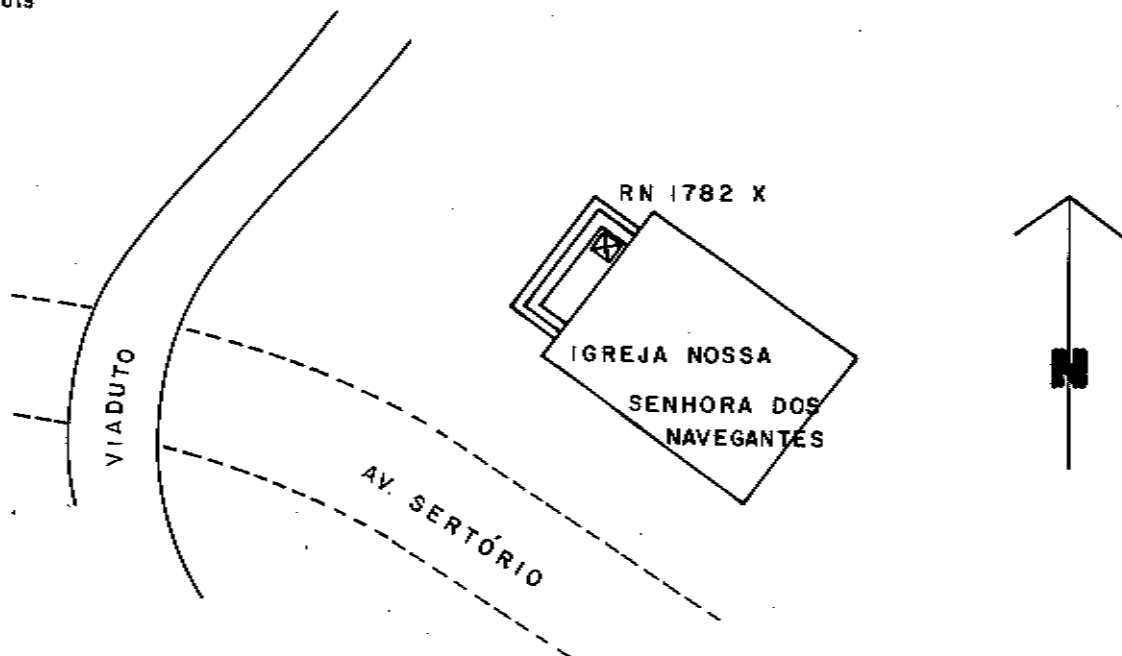 RN 1782 X
IGREJA NOSSA
SENHORA DOS
NAVEGANTES
VIADUTO
AV. SERTÓRIO
N